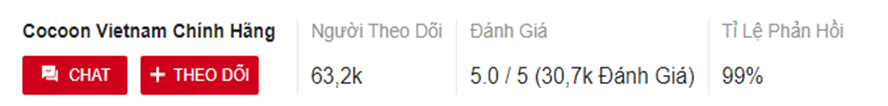 Cocoon Vietnam Chính Hãng
CHAT
THEO DÕI
Người Theo Dõi
63,2k
Đánh Giá
5.0 / 5 (30,7k Đánh Giá)
Tỉ Lệ Phản Hồi
99%